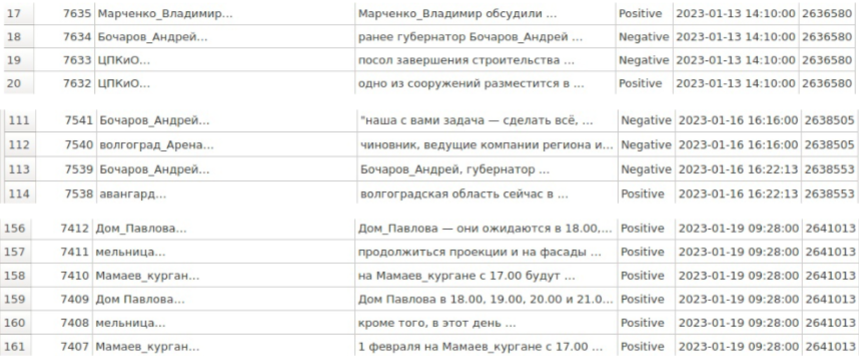 17 7635 Марченко_Владимир... Марченко_Владимир обсудили ... Positive 2023-01-13 14:10:00 2636580
18 7634 Бочаров_Андрей... ранее губернатор Бочаров_Андрей ... Negative 2023-01-13 14:10:00 2636580
19 7633 ЦПКиО... посол завершения строительства ... Negative 2023-01-13 14:10:00 2636580
20 7632 ЦПКиО... одно из сооружений разместится в ... Positive 2023-01-13 14:10:00 2636580
111 7541 Бочаров_Андрей... "наша с вами задача — сделать всё, ... Negative 2023-01-16 16:16:00 2638505
112 7540 волгоград_Арена... чиновник, ведущие компании региона и... Negative 2023-01-16 16:16:00 2638505
113 7539 Бочаров_Андрей... Бочаров_Андрей, губернатор ... Negative 2023-01-16 16:22:13 2638553
114 7538 авангард... волгоградская область сейчас в ... Positive 2023-01-16 16:22:13 2638553
156 7412 Дом_Павлова... Дом_Павлова — они ожидаются в 18.00,... Positive 2023-01-19 09:28:00 2641013
157 7411 мельница... продолжиться проекции и на фасады ... Positive 2023-01-19 09:28:00 2641013
158 7410 Мамаев_курган... на Мамаев_кургане с 17.00 будут ... Positive 2023-01-19 09:28:00 2641013
159 7409 Дом Павлова... Дом Павлова в 18.00, 19.00, 20.00 и 21.0... Positive 2023-01-19 09:28:00 2641013
160 7408 мельница... кроме того, в этот день ... Positive 2023-01-19 09:28:00 2641013
161 7407 Мамаев_курган... 1 февраля на Мамаев_кургане с 17.00 ... Positive 2023-01-19 09:28:00 2641013